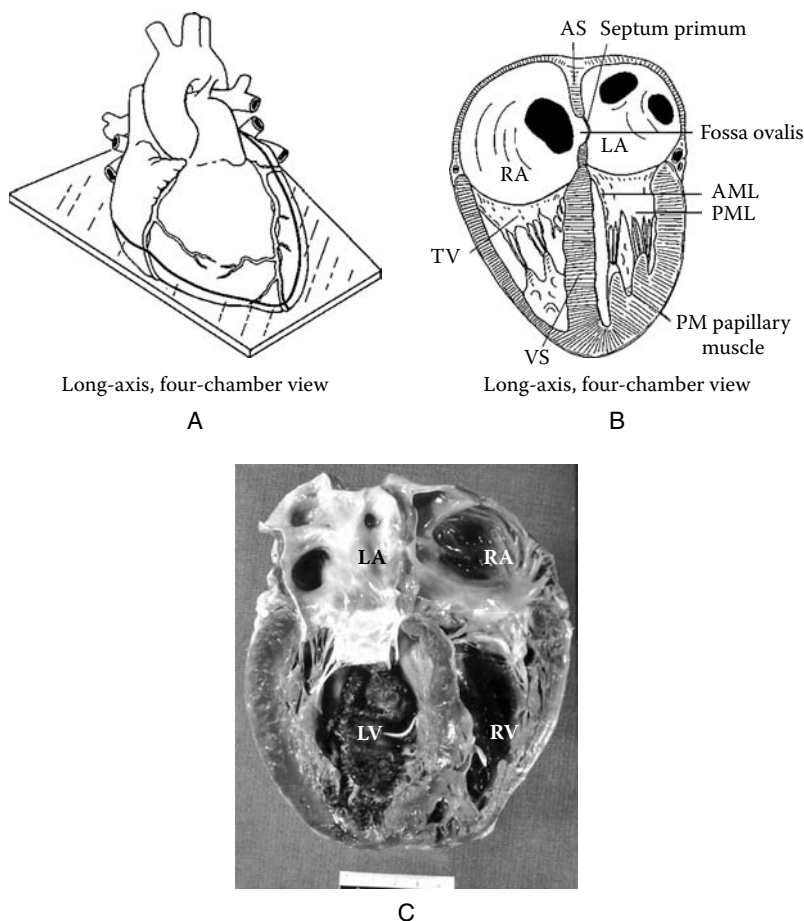 AS Septum primum
Fossa ovalis
LA
RA
AML
PML
TV
PM papillary
muscle
VS
Long-axis, four-chamber view
A
Long-axis, four-chamber view
B
LA
RA
LV
RV
C